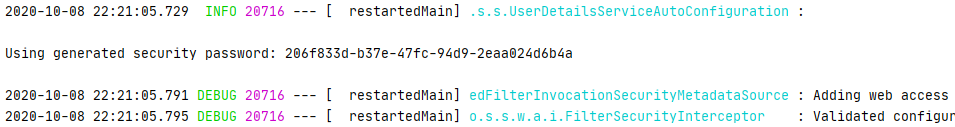 2020-10-08 22:21:05.729  INFO 20716 --- [  restartedMain] .s.s.UserDetailsServiceAutoConfiguration :
Using generated security password: 206f833d-b37e-47fc-94d9-2eaa024d6b4a
2020-10-08 22:21:05.791 DEBUG 20716 --- [  restartedMain] edFilterInvocationSecurityMetadataSource : Adding web access
2020-10-08 22:21:05.795 DEBUG 20716 --- [  restartedMain] o.s.s.w.a.i.FilterSecurityInterceptor    : Validated configur